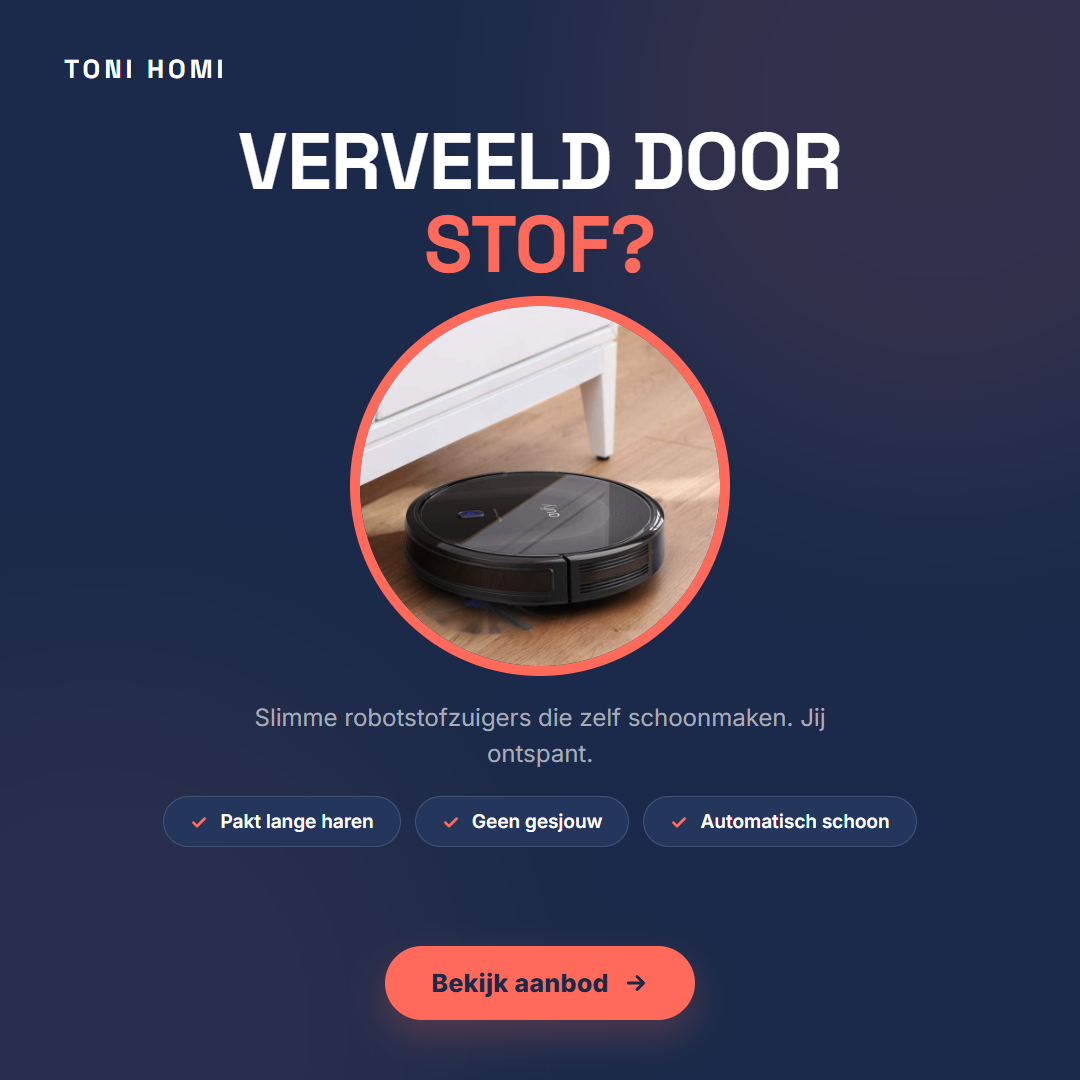 TONI HOMI
VERVEELD DOOR
STOF?
Slimme robotstofzuigers die zelf schoonmaken. Jij
ontspant.
Pakt lange haren
Geen gesjouw
Automatisch schoon
Bekijk aanbod